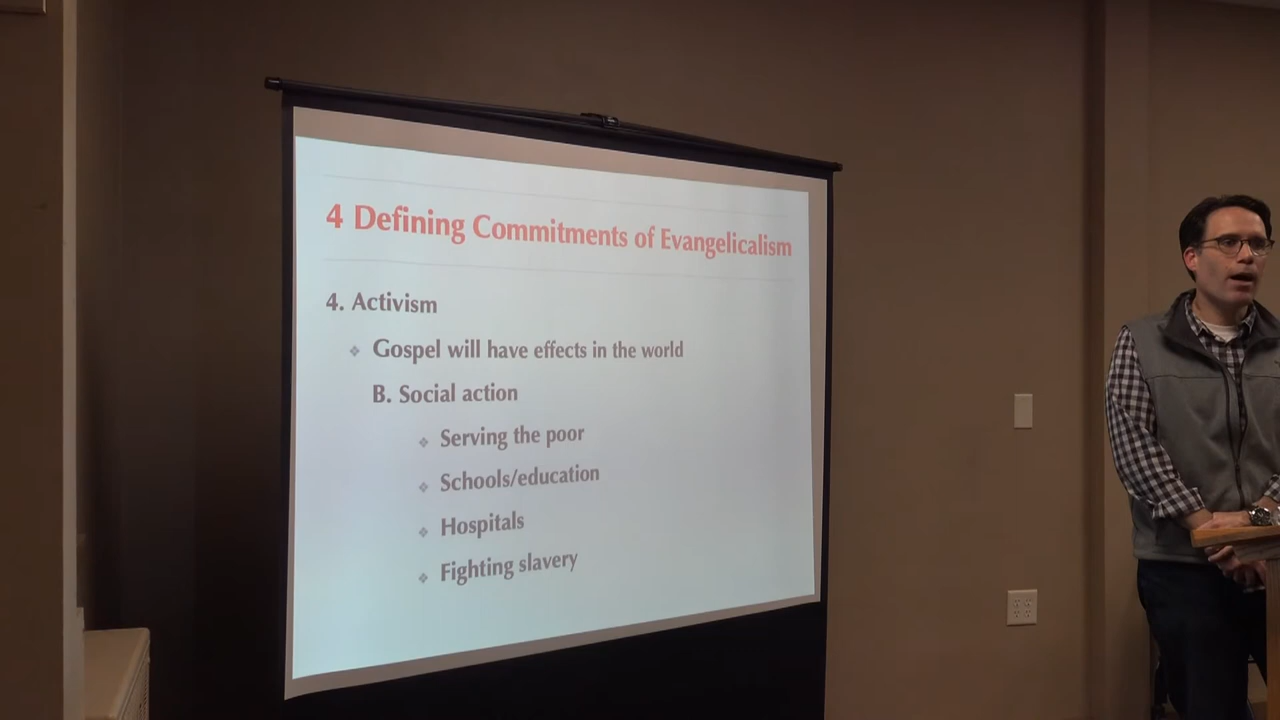 4 Defining Commitments of Evangelicalism
4. Activism
❖ Gospel will have effects in the world
B. Social action
❖ Serving the poor
❖ Schools/education
❖ Hospitals
❖ Fighting slavery